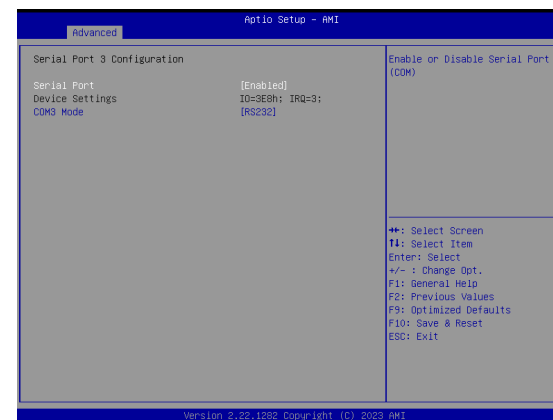 Aptio Setup – AMI
Advanced
Serial Port 3 Configuration
Serial Port [Enabled]
Device Settings IO=3E8h; IRQ=3;
COM3 Mode [RS232]
Enable or Disable Serial Port
(COM)
→←: Select Screen
↑↓: Select Item
Enter: Select
+/- : Change Opt.
F1: General Help
F2: Previous Values
F9: Optimized Defaults
F10: Save & Reset
ESC: Exit
Version 2.22.1282 Copyright (C) 2023 AMI